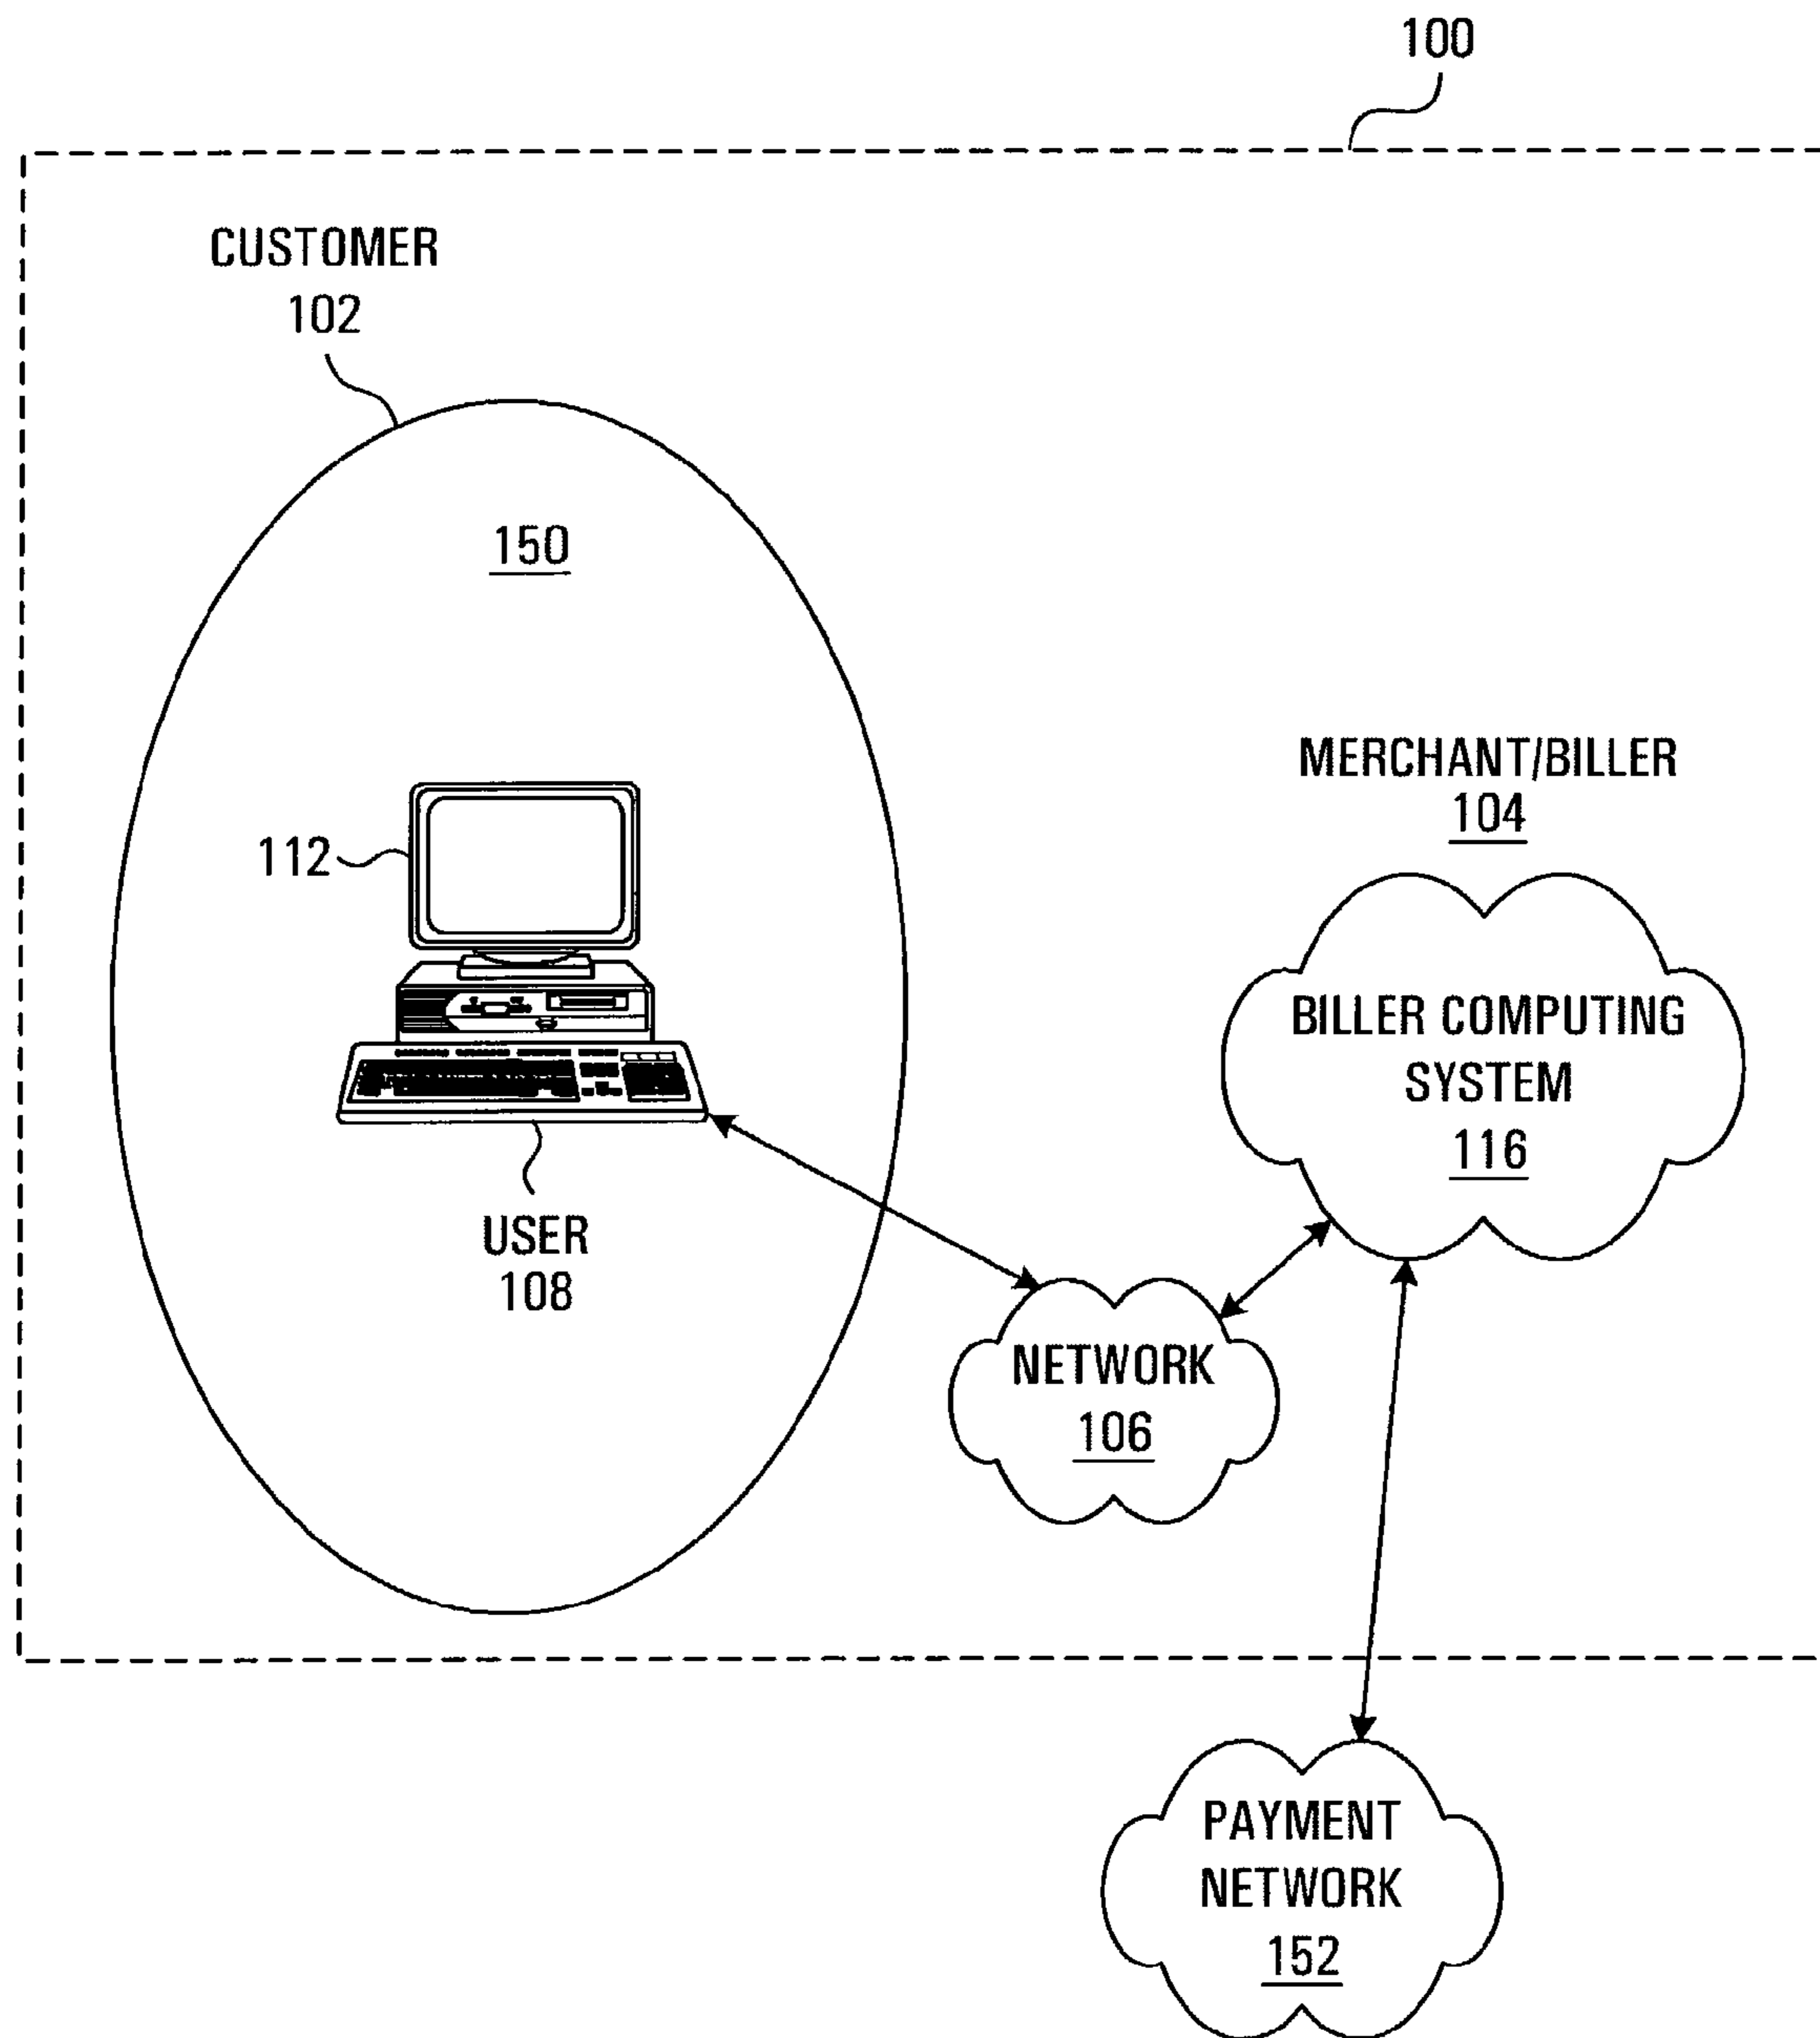 100
CUSTOMER
102
150
112
USER
108
MERCHANT/BILLER
104
BILLER COMPUTING
SYSTEM
116
NETWORK
106
PAYMENT
NETWORK
152